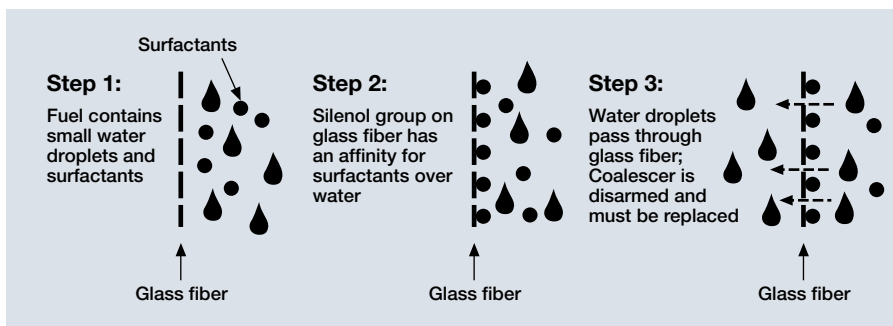 Surfactants
Step 1:
Fuel contains
small water
droplets and
surfactants
Glass fiber
Step 2:
Silenol group on
glass fiber has
an affinity for
surfactants over
water
Glass fiber
Step 3:
Water droplets
pass through
glass fiber;
Coalescer is
disarmed and
must be replaced
Glass fiber